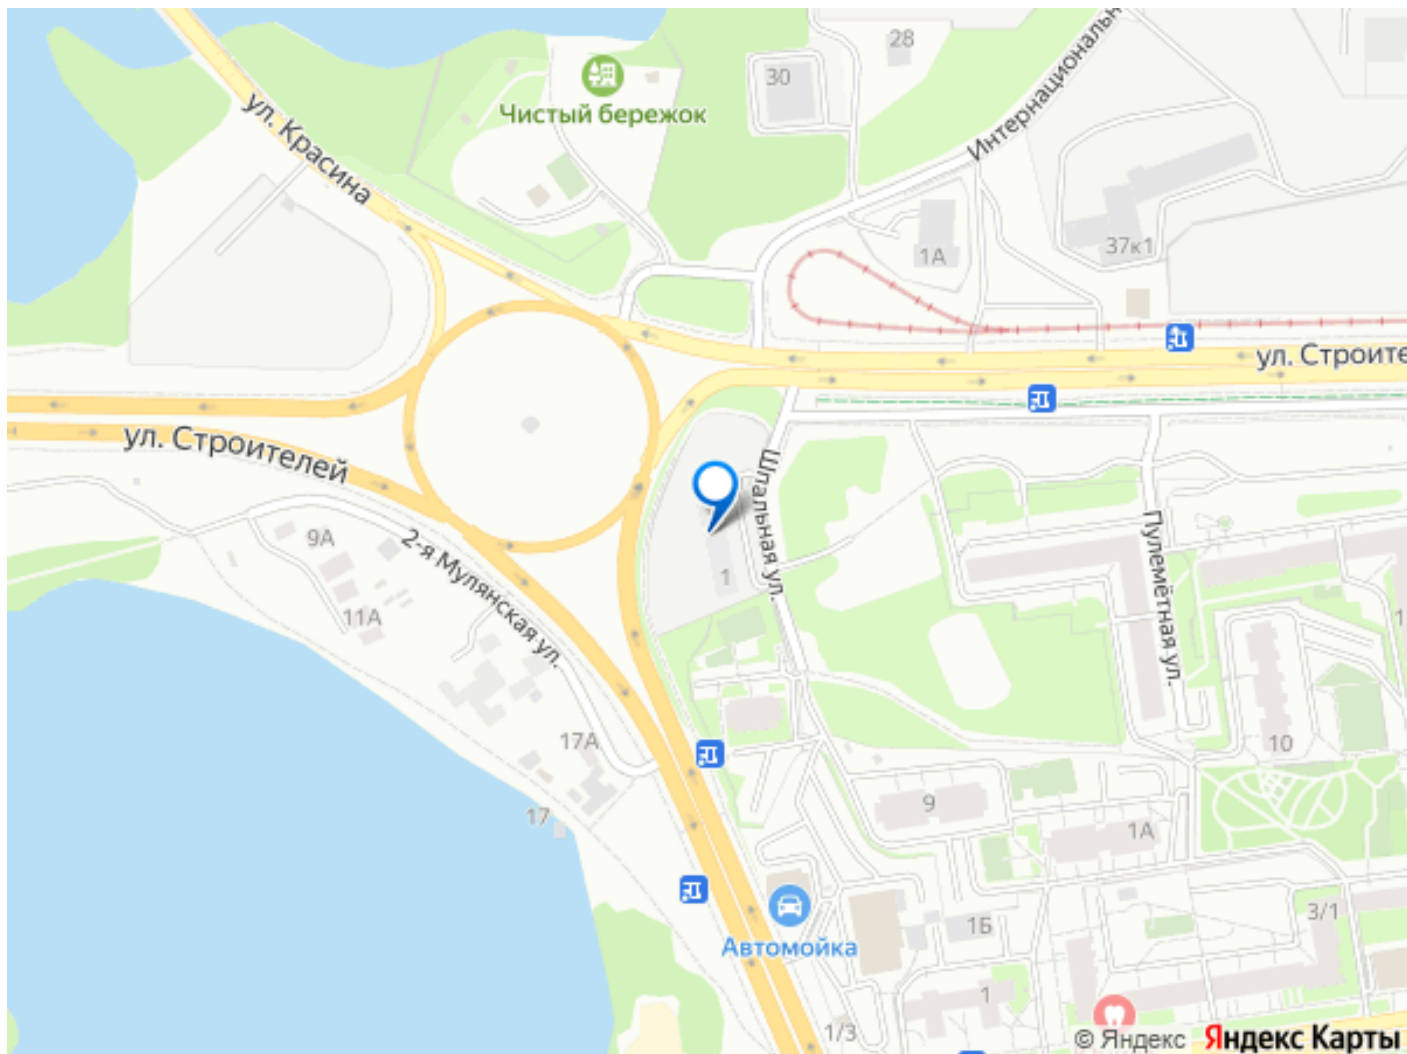 28
30
Чистый бережок
ул. Красина
Интернациональн
1А
37к1
ул. Строите
ул. Строителей
Шпальная ул.
Пулемётная ул.
2-я Мулянская ул.
9А
11А
1
17А
17
10
9
1А
Автомойка
1Б
3/1
1
1/3
© Яндекс Яндекс Карты